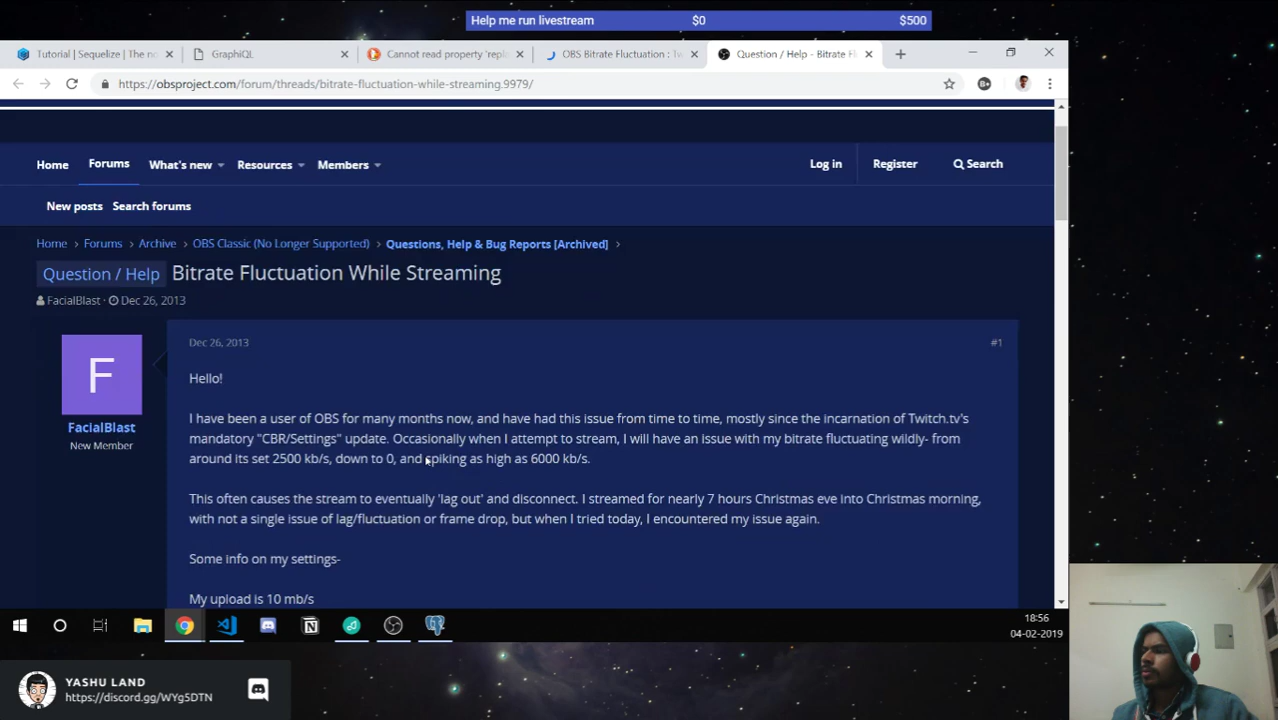 Help me run livestream $0 $500
Tutorial | Sequelize | The no
GraphiQL
Cannot read property 'repl
OBS Bitrate Fluctuation : Tw
Question / Help - Bitrate Fl
https://obsproject.com/forum/threads/bitrate-fluctuation-while-streaming.9979/
Home Forums What's new Resources Members Log in Register Search
New posts Search forums
Home > Forums > Archive > OBS Classic (No Longer Supported) > Questions, Help & Bug Reports [Archived] >
Question / Help Bitrate Fluctuation While Streaming
FacialBlast · Dec 26, 2013
F
FacialBlast
New Member
Dec 26, 2013 #1
Hello!
I have been a user of OBS for many months now, and have had this issue from time to time, mostly since the incarnation of Twitch.tv's
mandatory "CBR/Settings" update. Occasionally when I attempt to stream, I will have an issue with my bitrate fluctuating wildly- from
around its set 2500 kb/s, down to 0, and spiking as high as 6000 kb/s.
This often causes the stream to eventually 'lag out' and disconnect. I streamed for nearly 7 hours Christmas eve into Christmas morning,
with not a single issue of lag/fluctuation or frame drop, but when I tried today, I encountered my issue again.
Some info on my settings-
My upload is 10 mb/s
18:56
04-02-2019
YASHU LAND
https://discord.gg/WYg5DTN